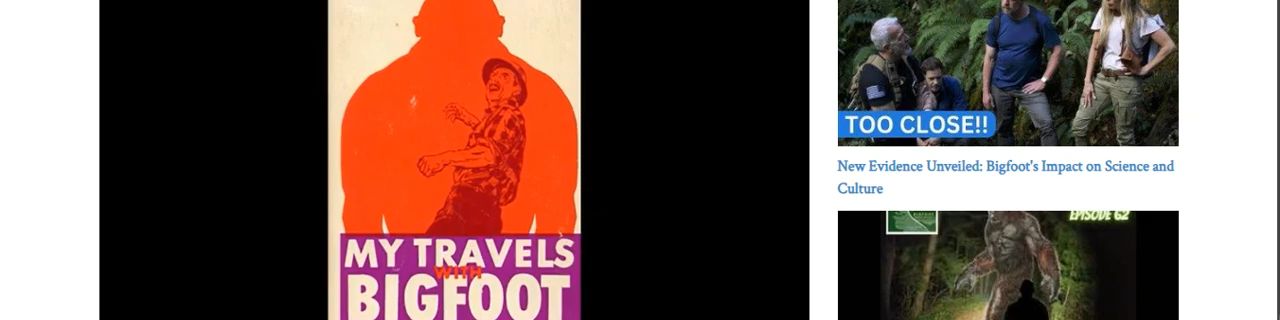 MY TRAVELS
WITH
BIGFOOT
TOO CLOSE!!
New Evidence Unveiled: Bigfoot's Impact on Science and
Culture
EPISODE 62